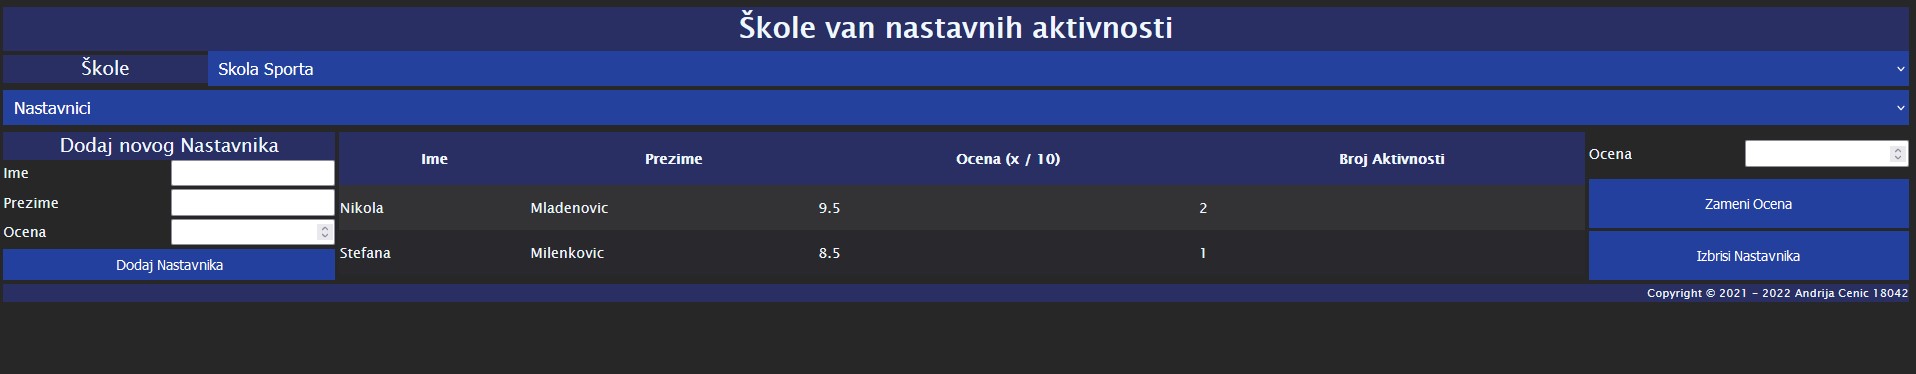 Škole van nastavnih aktivnosti
Škole
Skola Sporta
Nastavnici
Dodaj novog Nastavnika
Ime
Prezime
Ocena
Dodaj Nastavnika
Ime Prezime Ocena (x / 10) Broj Aktivnosti
Nikola Mladenovic 9.5 2
Stefana Milenkovic 8.5 1
Ocena
Zameni Ocena
Izbrisi Nastavnika
Copyright © 2021 - 2022 Andrija Cenic 18042